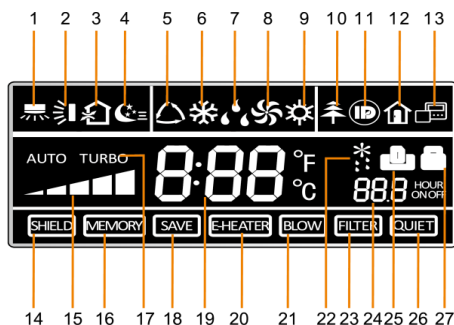 1 2 3 4 5 6 7 8 9 10 11 12 13
AUTO TURBO
8:88 °F
°C
88.8 HOUR
ON OFF
SHIELD MEMORY SAVE E-HEATER BLOW FILTER QUIET
14 15 16 17 18 19 20 21 22 23 24 25 26 27